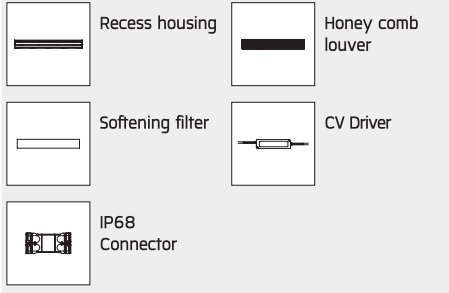 Recess housing
Honey comb
louver
Softening filter
CV Driver
IP68
Connector